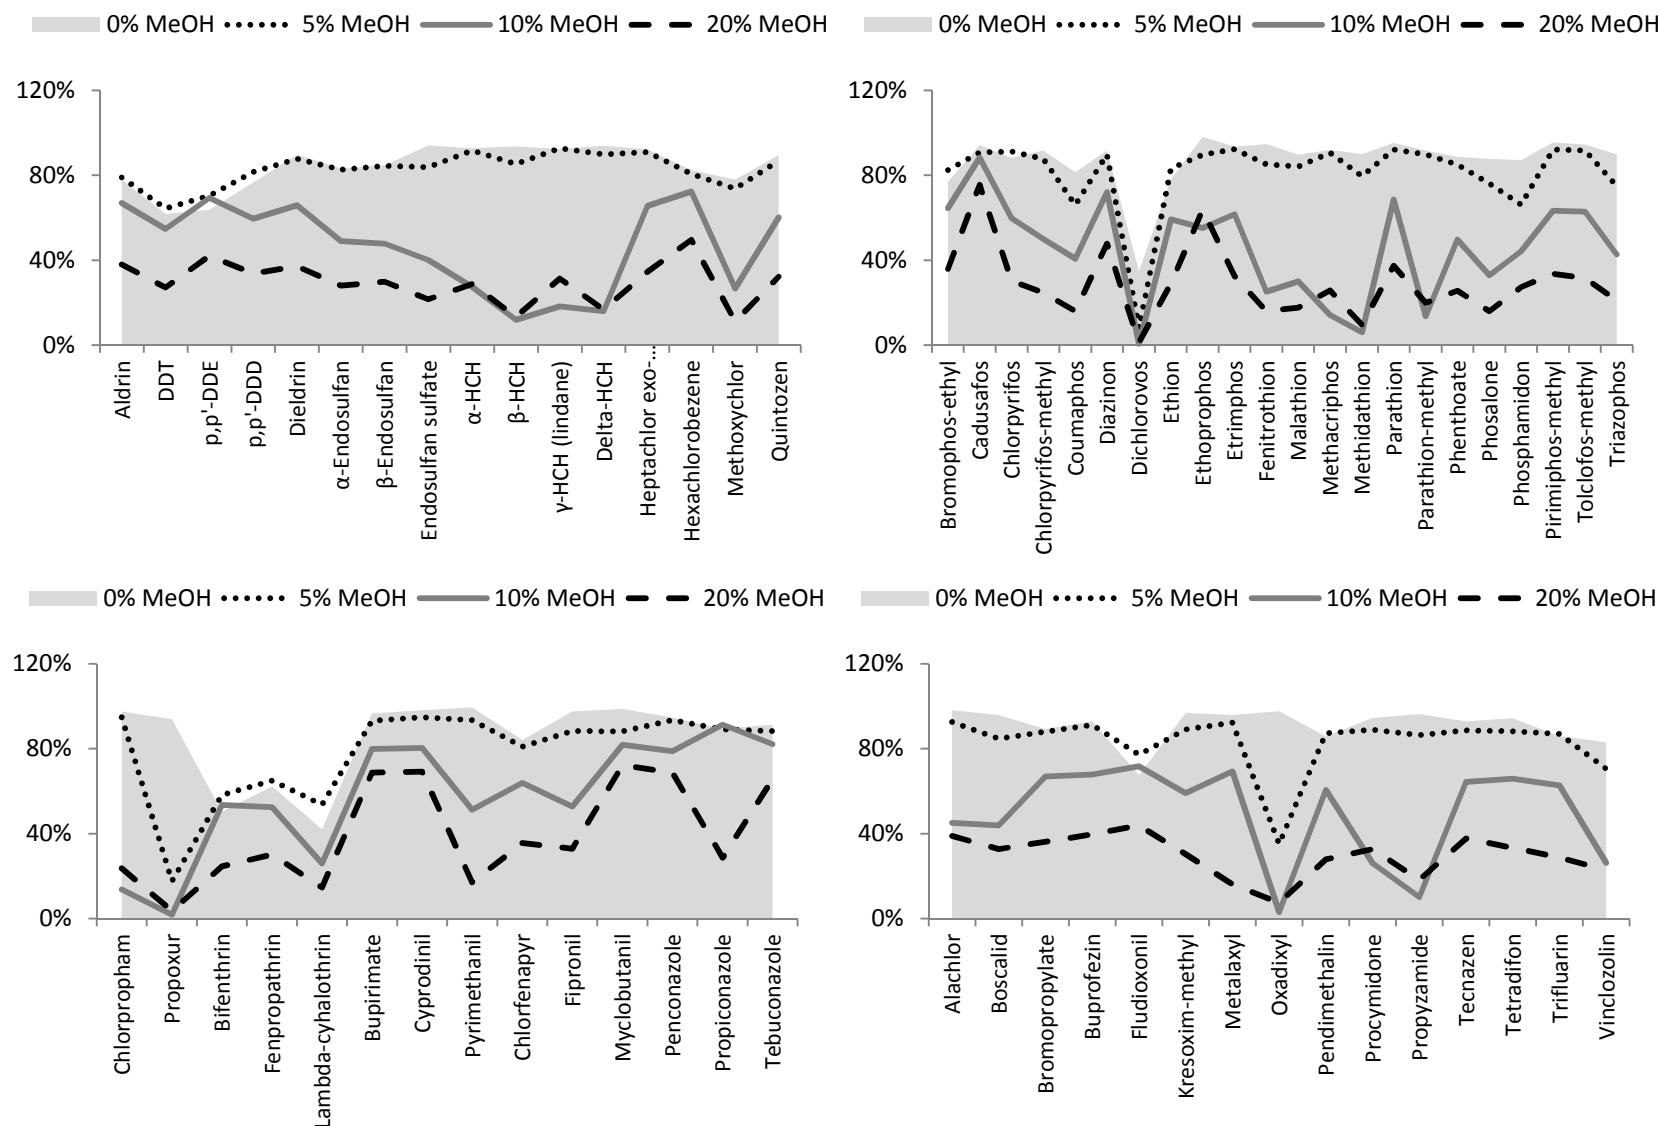 0% MeOH 5% MeOH 10% MeOH 20% MeOH
120%
80%
40%
0%
Aldrin
DDT
p,p'-DDE
p,p'-DDD
Dieldrin
α-Endosulfan
β-Endosulfan
Endosulfan sulfate
α-HCH
β-HCH
γ-HCH (lindane)
Delta-HCH
Heptachlor exo-…
Hexachlorobezene
Methoxychlor
Quintozen
0% MeOH 5% MeOH 10% MeOH 20% MeOH
120%
80%
40%
0%
Bromophos-ethyl
Cadusafos
Chlorpyrifos
Chlorpyrifos-methyl
Coumaphos
Diazinon
Dichlorovos
Ethion
Ethoprophos
Etrimphos
Fenitrothion
Malathion
Methacriphos
Methidathion
Parathion
Parathion-methyl
Phenthoate
Phosalone
Phosphamidon
Pirimiphos-methyl
Tolclofos-methyl
Triazophos
0% MeOH 5% MeOH 10% MeOH 20% MeOH
120%
80%
40%
0%
Chlorpropham
Propoxur
Bifenthrin
Fenpropathrin
Lambda-cyhalothrin
Bupirimate
Cyprodinil
Pyrimethanil
Chlorfenapyr
Fipronil
Myclobutanil
Penconazole
Propiconazole
Tebuconazole
0% MeOH 5% MeOH 10% MeOH 20% MeOH
120%
80%
40%
0%
Alachlor
Boscalid
Bromopropylate
Buprofezin
Fludioxonil
Kresoxim-methyl
Metalaxyl
Oxadixyl
Pendimethalin
Procymidone
Propyzamide
Tecnazen
Tetradifon
Trifluarin
Vinclozolin